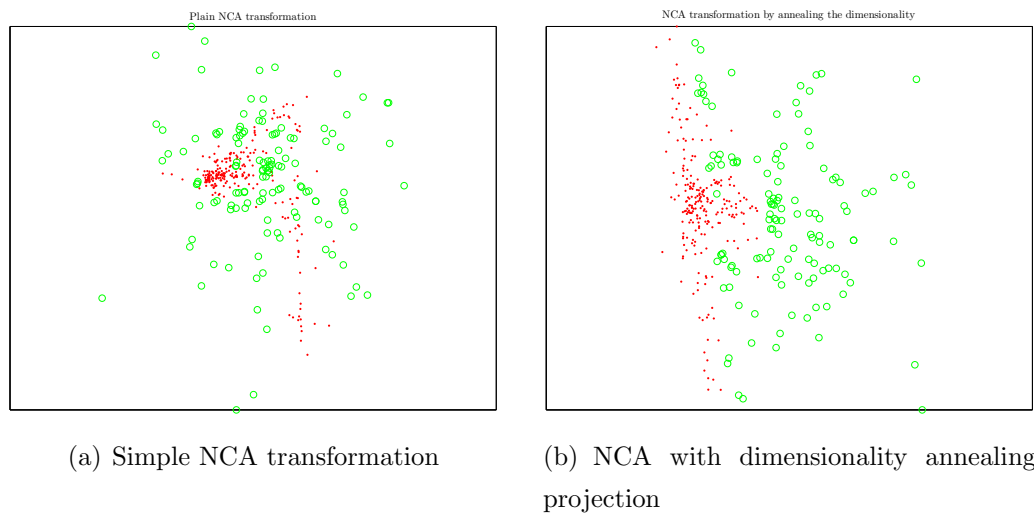 Plain NCA transformation
NCA transformation by annealing the dimensionality
(a) Simple NCA transformation
(b) NCA with dimensionality annealing
projection